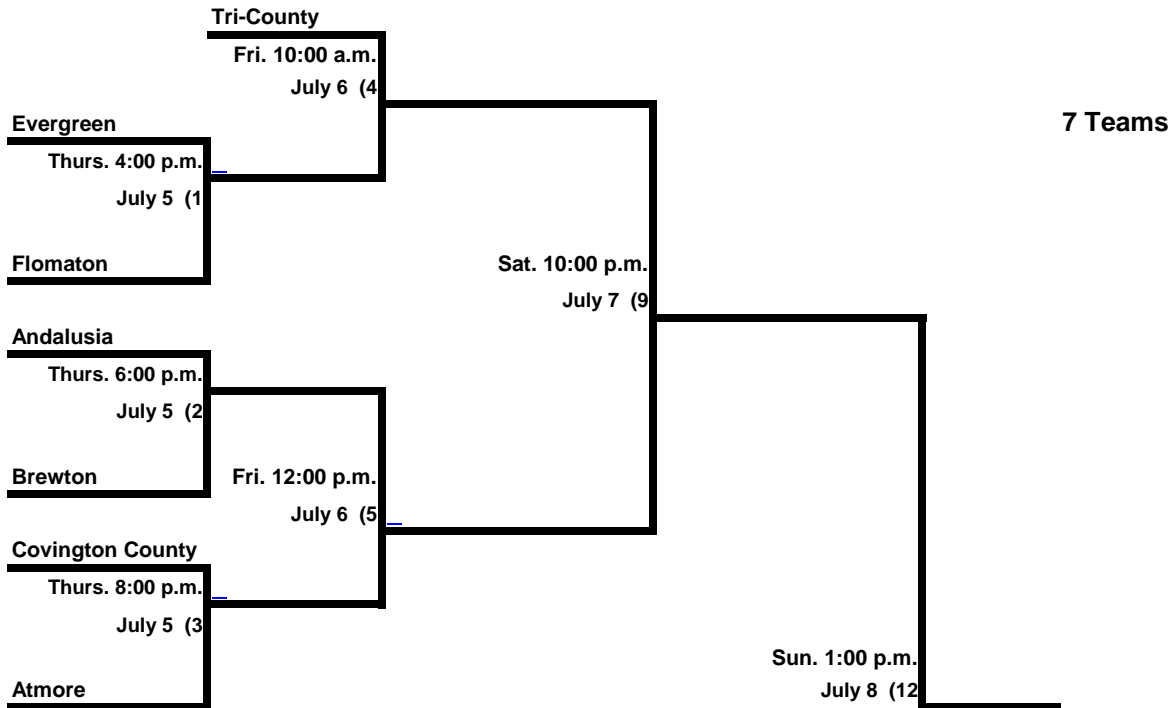 Tri-County
Fri. 10:00 a.m.
July 6 (4
Evergreen
7 Teams
Thurs. 4:00 p.m.
July 5 (1
Flomaton
Sat. 10:00 p.m.
July 7 (9
Andalusia
Thurs. 6:00 p.m.
July 5 (2
Brewton
Fri. 12:00 p.m.
July 6 (5
Covington County
Thurs. 8:00 p.m.
July 5 (3
Sun. 1:00 p.m.
July 8 (12
Atmore